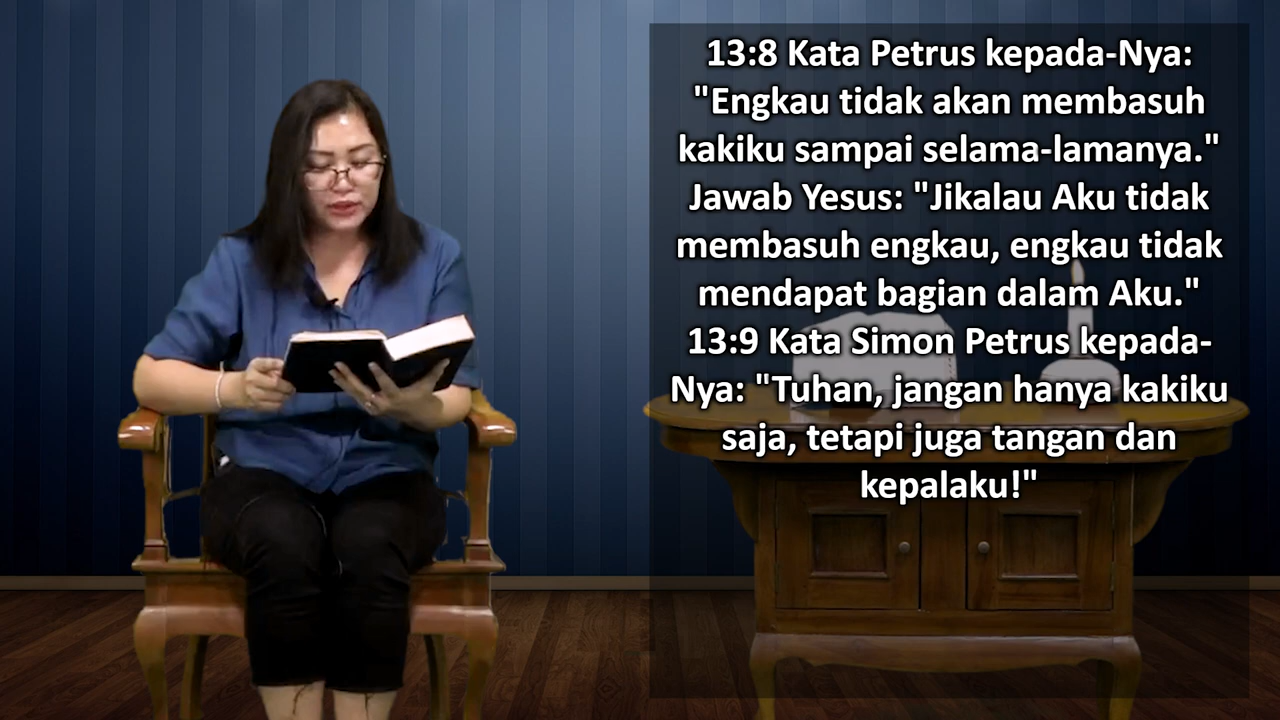 13:8 Kata Petrus kepada-Nya:
"Engkau tidak akan membasuh
kakiku sampai selama-lamanya."
Jawab Yesus: "Jikalau Aku tidak
membasuh engkau, engkau tidak
mendapat bagian dalam Aku."
13:9 Kata Simon Petrus kepada-
Nya: "Tuhan, jangan hanya kakiku
saja, tetapi juga tangan dan
kepalaku!"